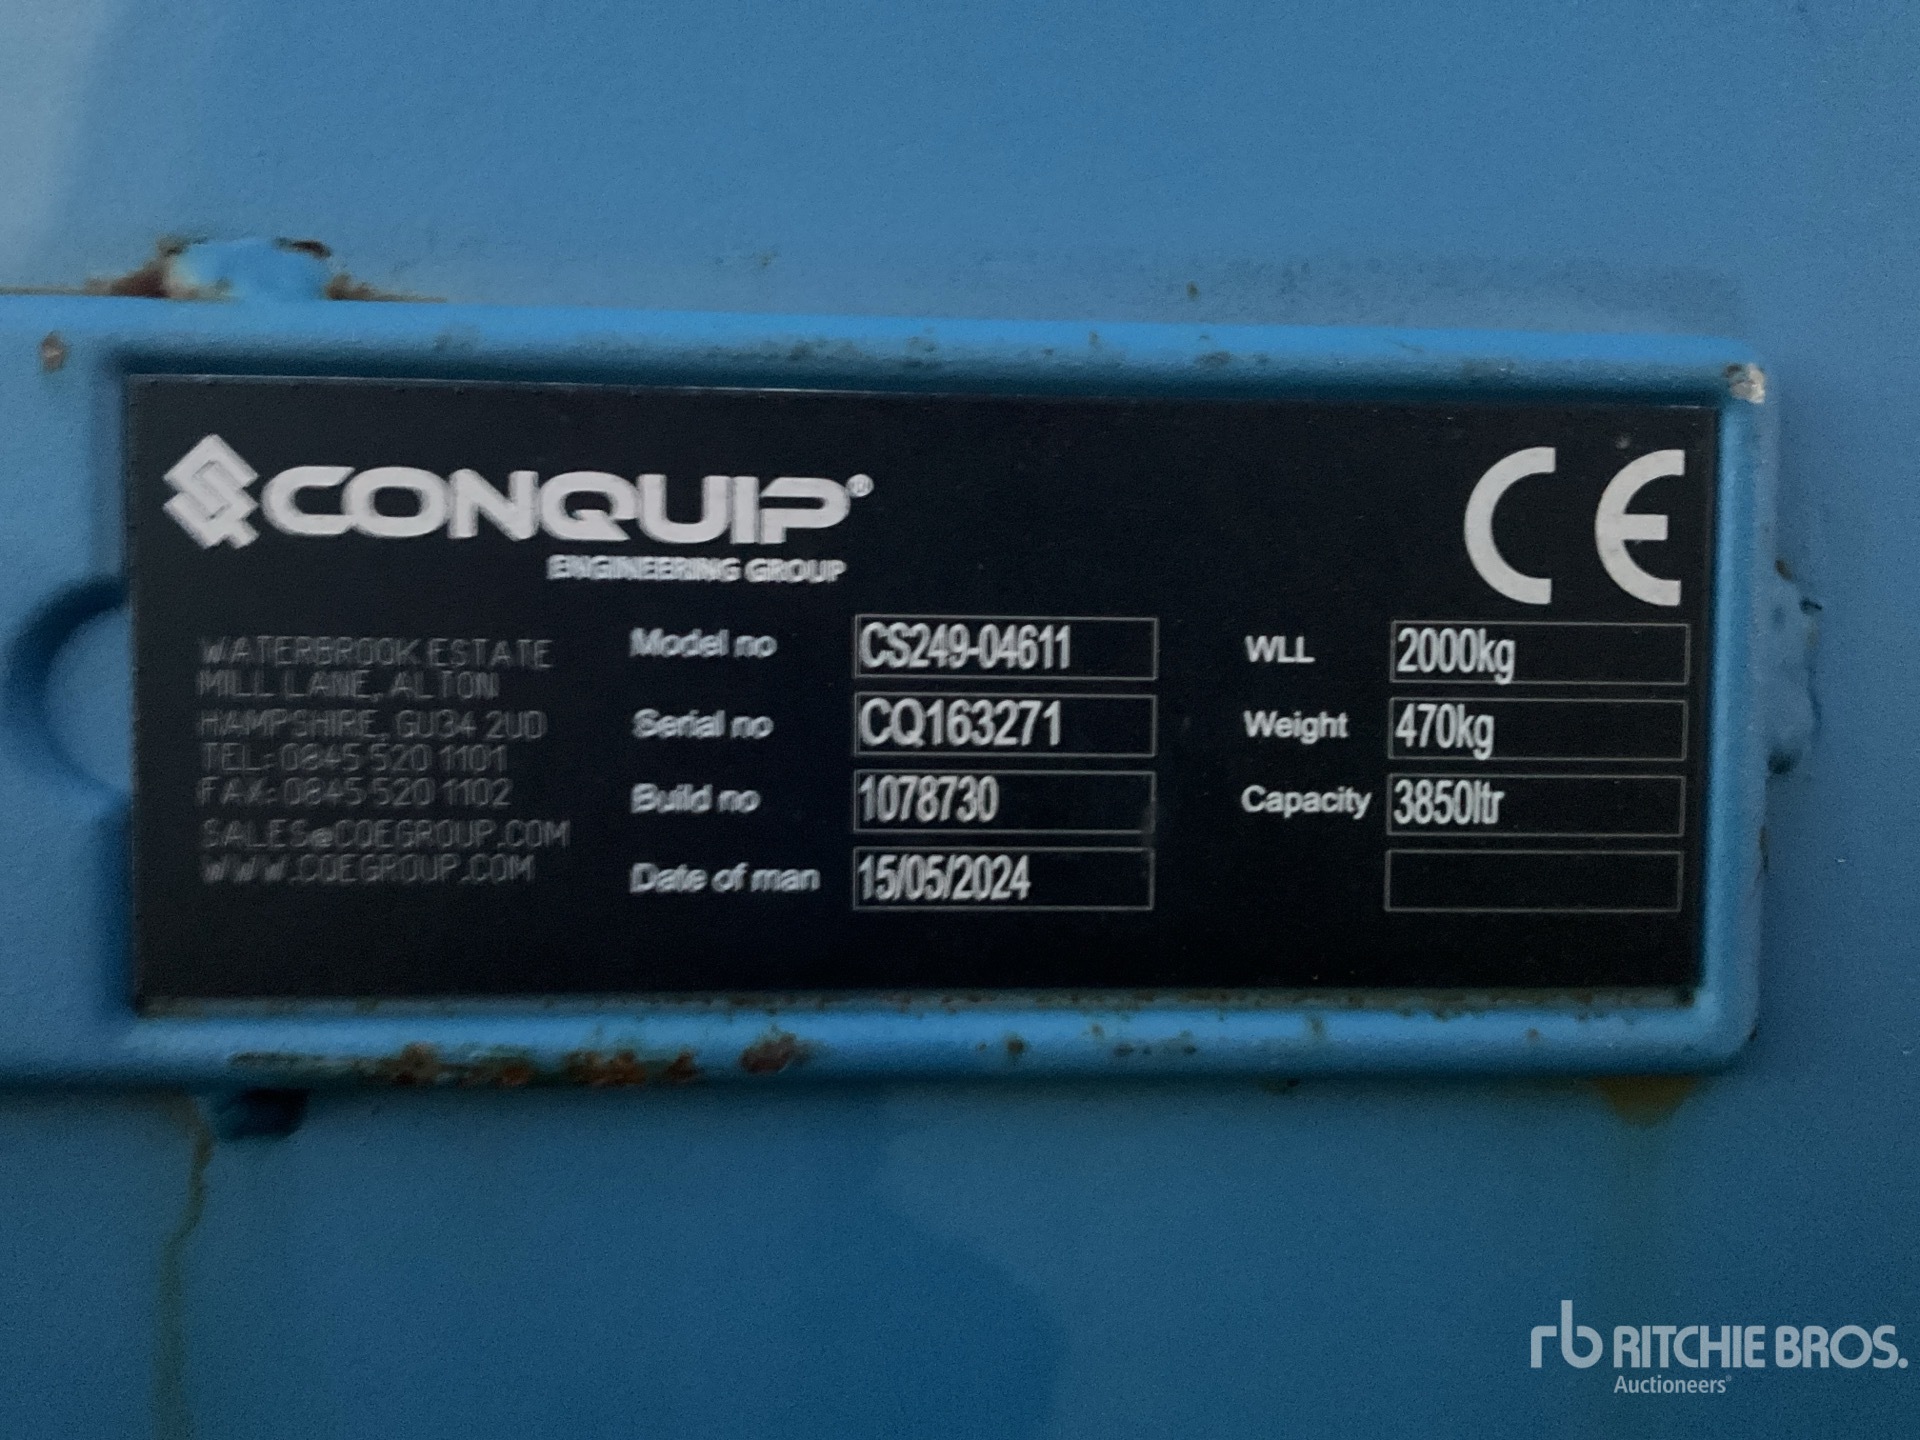 CONQUIP®
ENGINEERING GROUP
CE
WATERBROOK ESTATE
MILL LANE, ALTON
HAMPSHIRE, GU34 2UD
TEL: 0845 520 1101
FAX: 0845 520 1102
SALES@COEGROUP.COM
WWW.COEGROUP.COM
Model no CS249-04611
Serial no CQ163271
Build no 1078730
Date of man 15/05/2024
WLL 2000kg
Weight 470kg
Capacity 3850ltr
rb RITCHIE BROS.
Auctioneers®